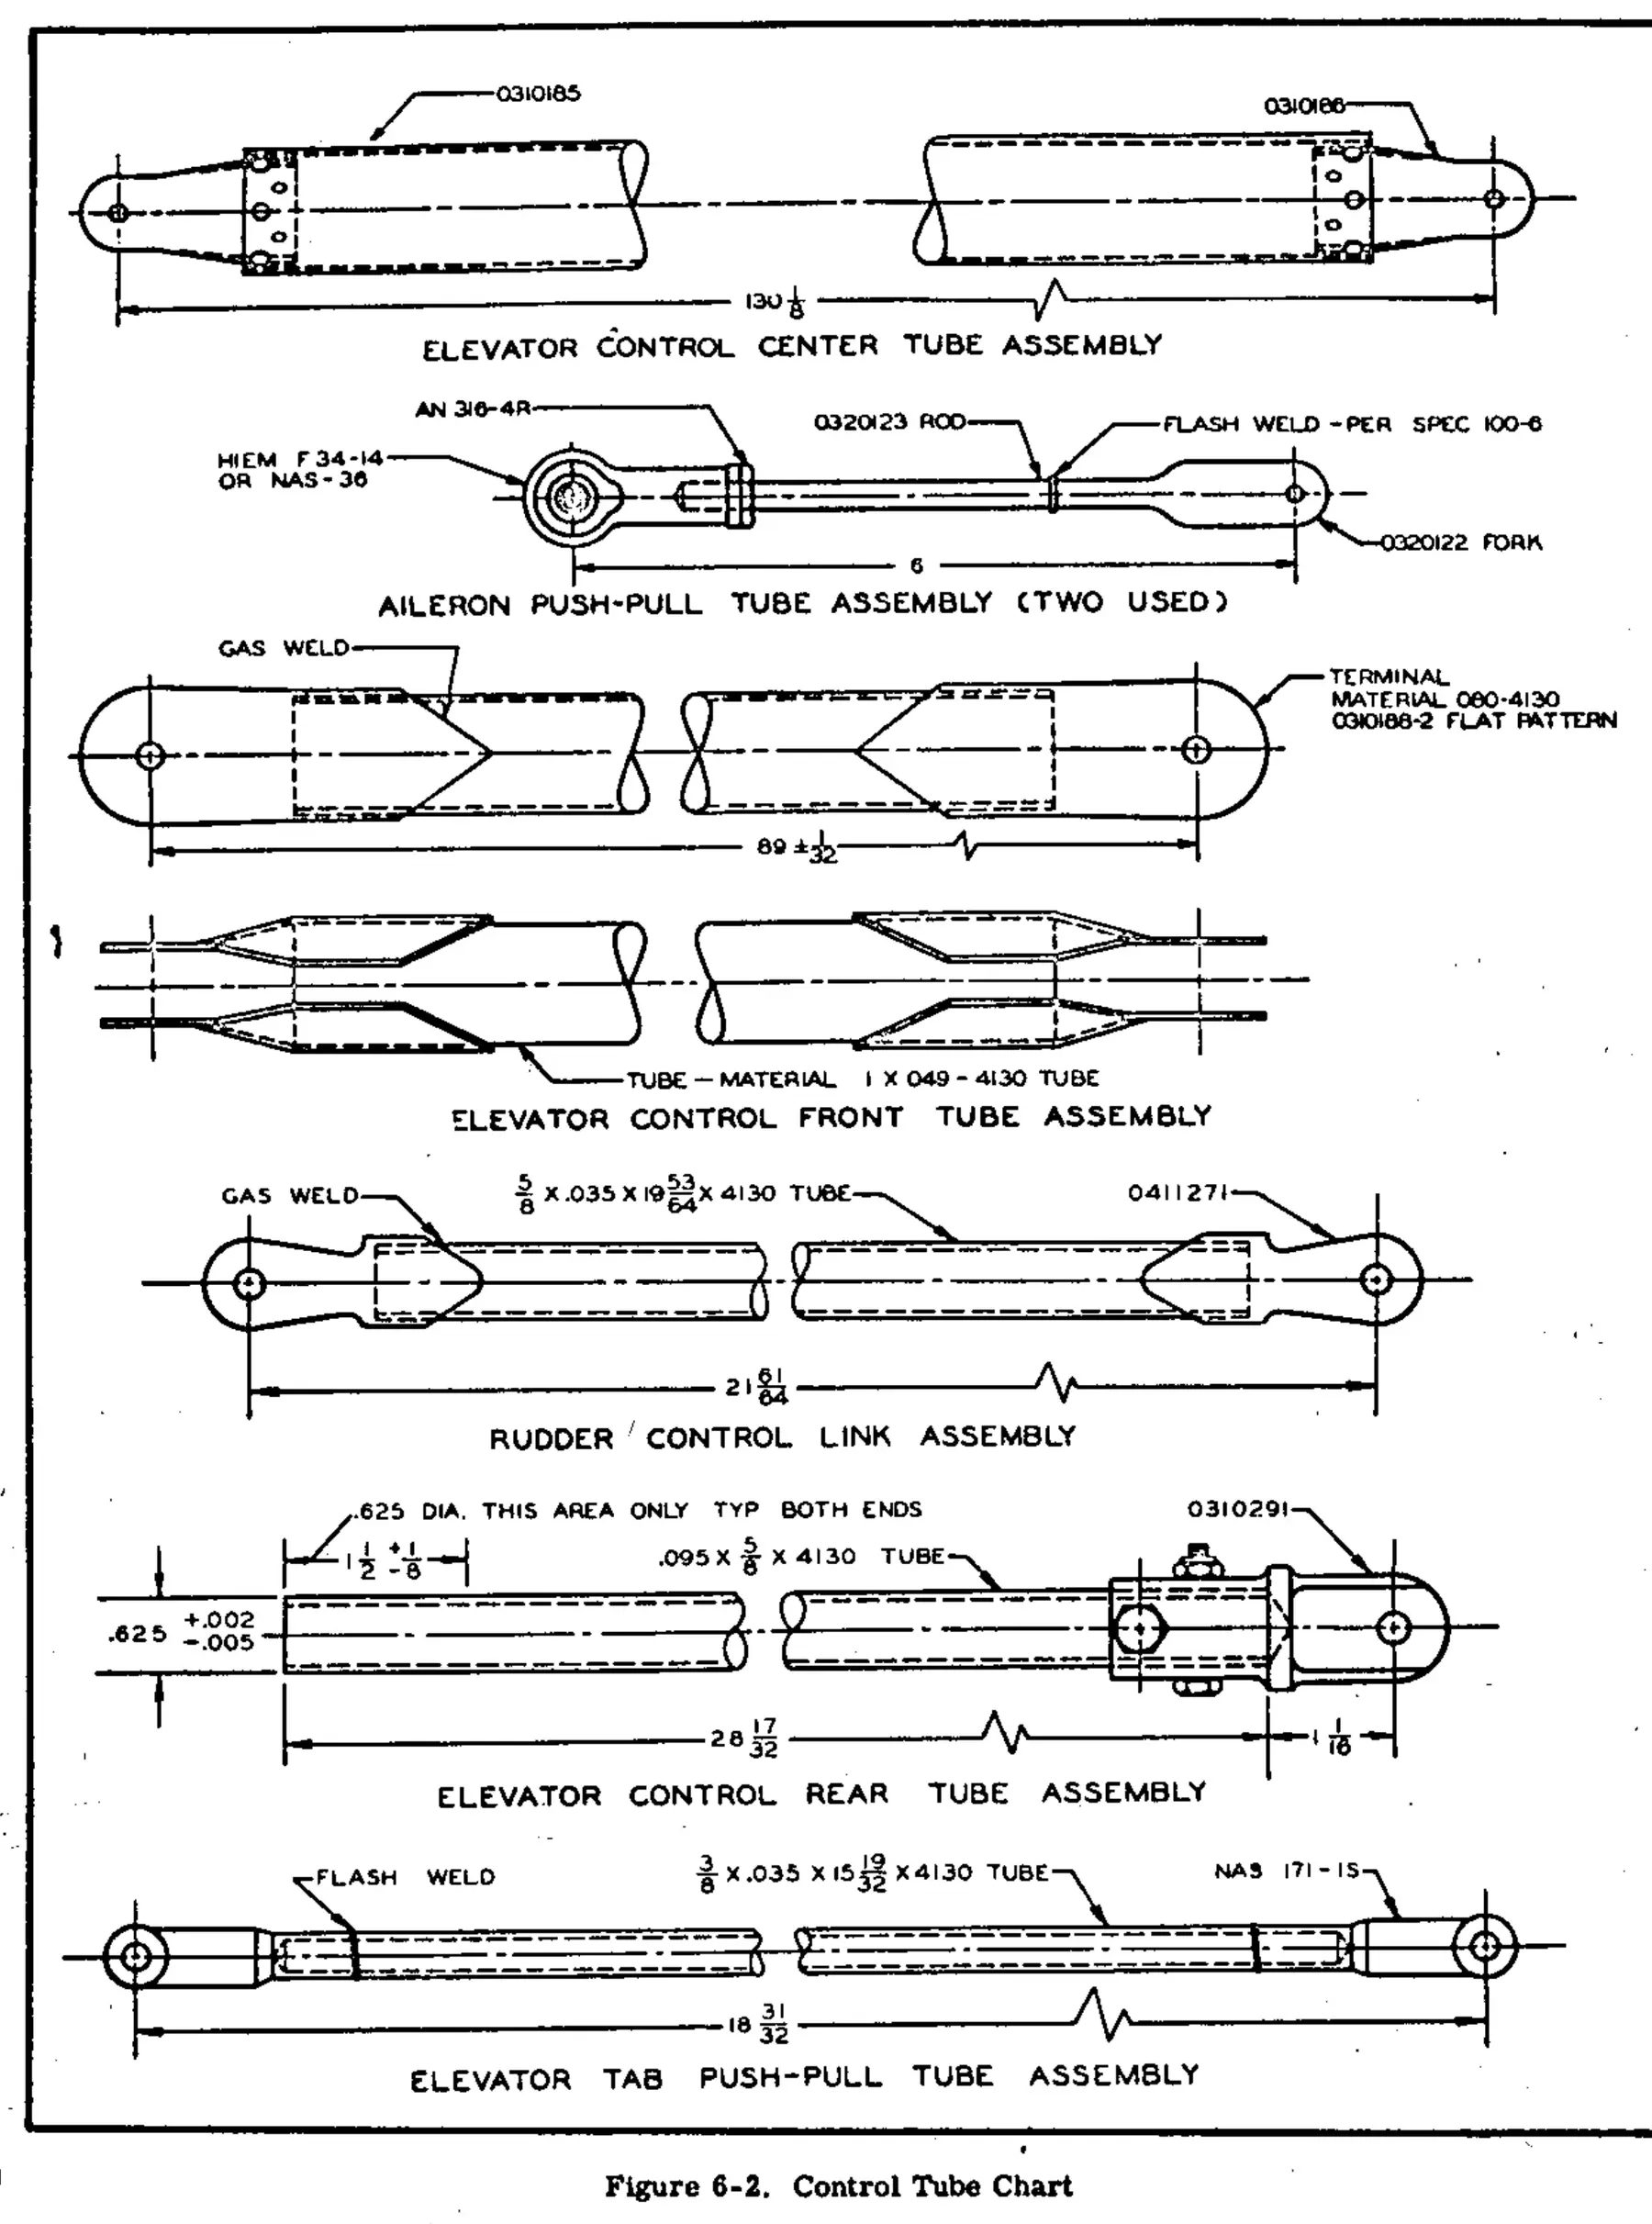 0310185
0310186
130 1/8
ELEVATOR CONTROL CENTER TUBE ASSEMBLY
AN 316-4R
0320123 ROD
FLASH WELD - PER SPEC 100-6
HIEM F 34-14
OR NAS-36
0320122 FORK
6
AILERON PUSH-PULL TUBE ASSEMBLY (TWO USED)
GAS WELD
TERMINAL
MATERIAL 080-4130
0310188-2 FLAT PATTERN
89 ± 1/32
TUBE — MATERIAL 1 X 049 - 4130 TUBE
ELEVATOR CONTROL FRONT TUBE ASSEMBLY
GAS WELD
5/8 X .035 X 19 53/64 X 4130 TUBE
0411271
21 61/64
RUDDER CONTROL LINK ASSEMBLY
.625 DIA. THIS AREA ONLY TYP BOTH ENDS
0310291
1 1/2 +1/-8
.095 X 5/8 X 4130 TUBE
.625 +.002 -.005
28 17/32
1 1/16
ELEVATOR CONTROL REAR TUBE ASSEMBLY
FLASH WELD
3/8 X .035 X 15 19/32 X 4130 TUBE
NAS 171-1S
18 31/32
ELEVATOR TAB PUSH-PULL TUBE ASSEMBLY
Figure 6-2. Control Tube Chart